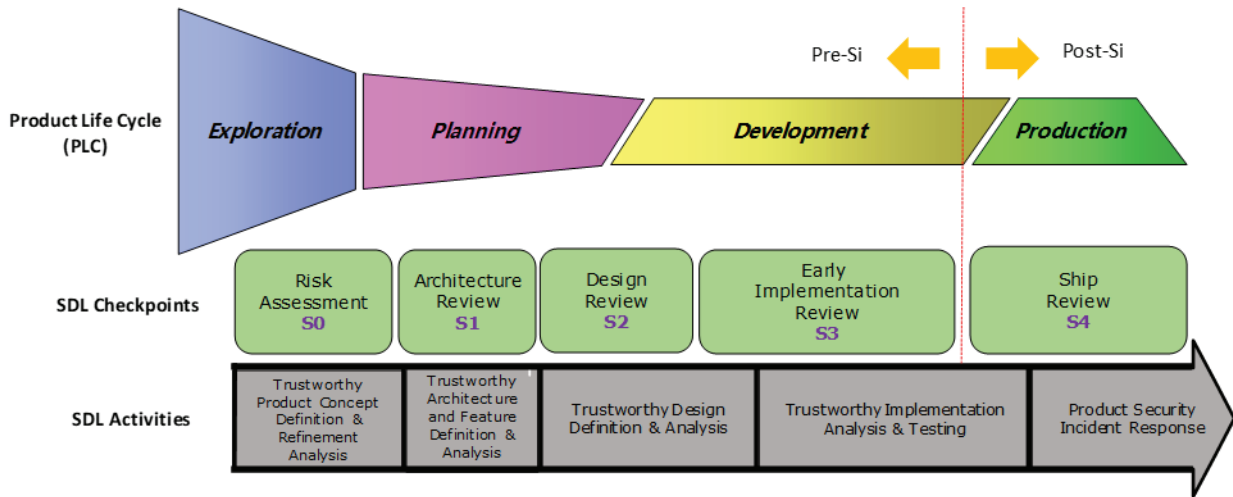 Pre-Si
Post-Si
Product Life Cycle
(PLC)
Exploration
Planning
Development
Production
SDL Checkpoints
Risk
Assessment
S0
Architecture
Review
S1
Design
Review
S2
Early
Implementation
Review
S3
Ship
Review
S4
SDL Activities
Trustworthy
Product Concept
Definition &
Refinement
Analysis
Trustworthy
Architecture
and Feature
Definition &
Analysis
Trustworthy Design
Definition & Analysis
Trustworthy Implementation
Analysis & Testing
Product Security
Incident Response